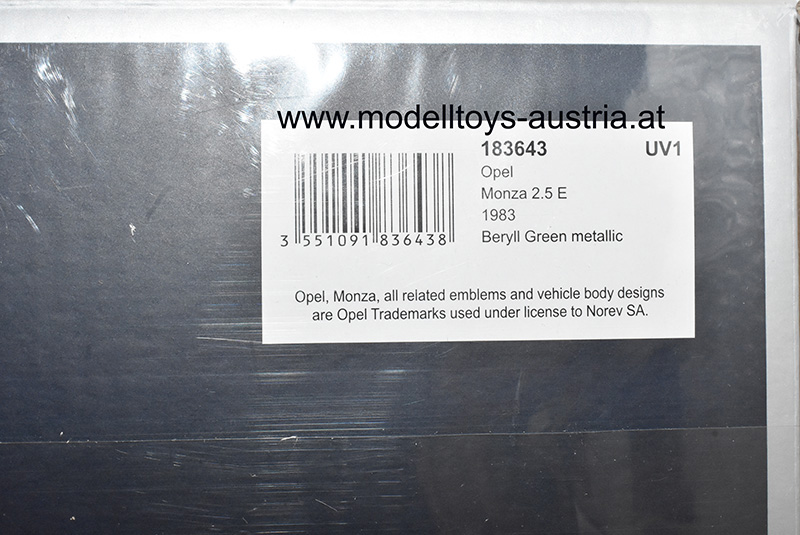 www.modelltoys-austria.at
183643 UV1
Opel
Monza 2.5 E
1983
Beryll Green metallic
3 551091 836438
Opel, Monza, all related emblems and vehicle body designs
are Opel Trademarks used under license to Norev SA.